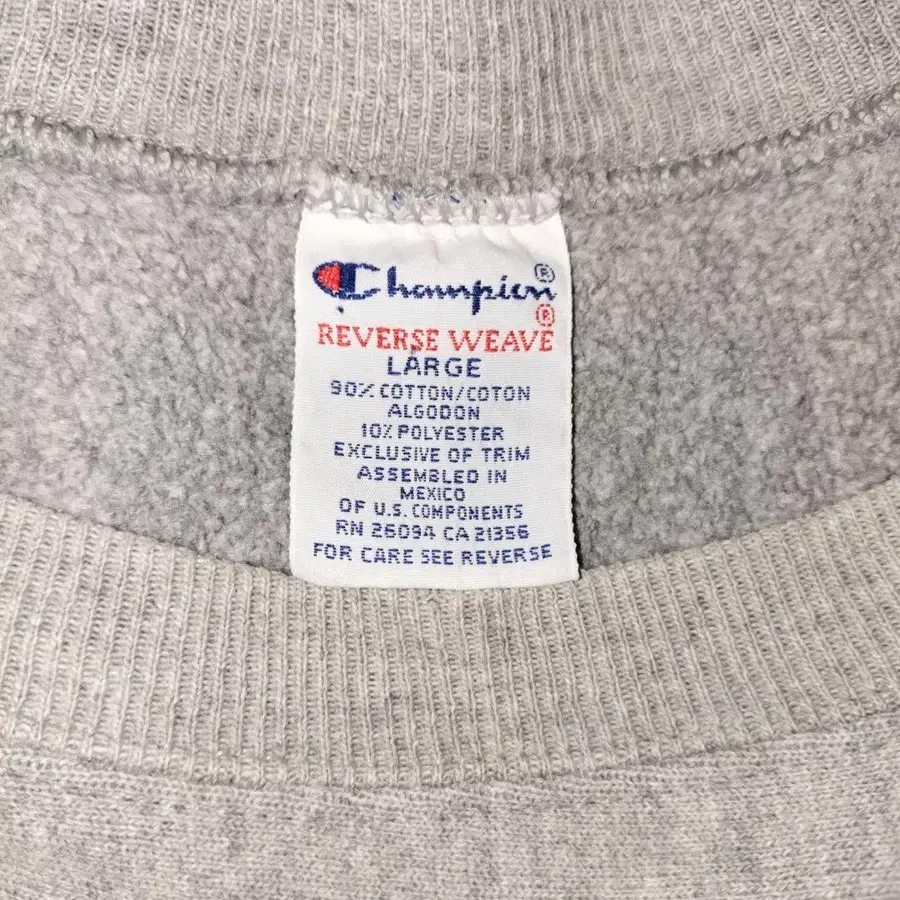 Champion®
REVERSE WEAVE®
LARGE
90% COTTON/COTON
ALGODON
10% POLYESTER
EXCLUSIVE OF TRIM
ASSEMBLED IN
MEXICO
OF U.S. COMPONENTS
RN 26094 CA 21356
FOR CARE SEE REVERSE